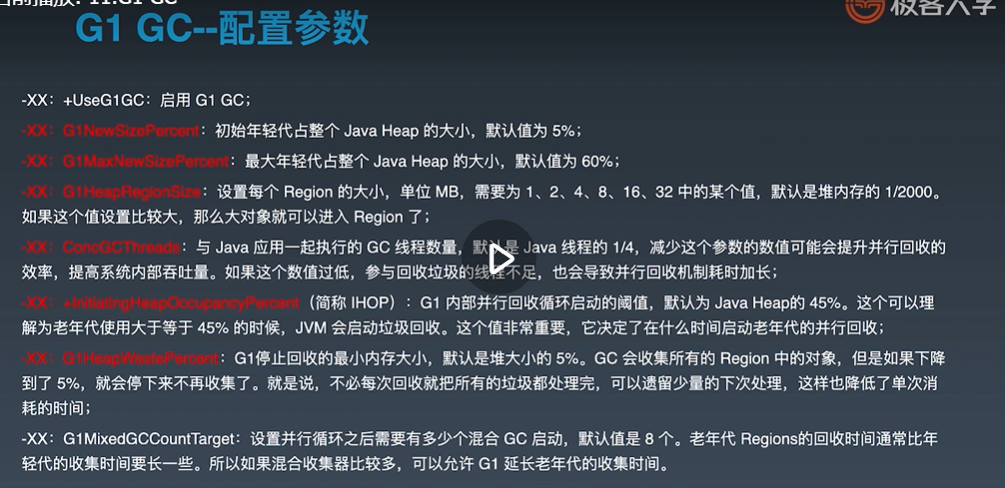 11.G1 GC
极客大学
G1 GC--配置参数
-XX：+UseG1GC：启用 G1 GC；
-XX：G1NewSizePercent：初始年轻代占整个 Java Heap 的大小，默认值为 5%；
-XX：G1MaxNewSizePercent：最大年轻代占整个 Java Heap 的大小，默认值为 60%；
-XX：G1HeapRegionSize：设置每个 Region 的大小，单位 MB，需要为 1、2、4、8、16、32 中的某个值，默认是堆内存的 1/2000。
如果这个值设置比较大，那么大对象就可以进入 Region 了；
-XX：ConcGCThreads：与 Java 应用一起执行的 GC 线程数量，默认是 Java 线程的 1/4，减少这个参数的数值可能会提升并行回收的
效率，提高系统内部吞吐量。如果这个数值过低，参与回收垃圾的线程不足，也会导致并行回收机制耗时加长；
-XX：+InitiatingHeapOccupancyPercent（简称 IHOP）：G1 内部并行回收循环启动的阈值，默认为 Java Heap的 45%。这个可以理
解为老年代使用大于等于 45% 的时候，JVM 会启动垃圾回收。这个值非常重要，它决定了在什么时间启动老年代的并行回收；
-XX：G1HeapWastePercent：G1停止回收的最小内存大小，默认是堆大小的 5%。GC 会收集所有的 Region 中的对象，但是如果下降
到了 5%，就会停下来不再收集了。就是说，不必每次回收就把所有的垃圾都处理完，可以遗留少量的下次处理，这样也降低了单次消
耗的时间；
-XX：G1MixedGCCountTarget：设置并行循环之后需要有多少个混合 GC 启动，默认值是 8 个。老年代 Regions的回收时间通常比年
轻代的收集时间要长一些。所以如果混合收集器比较多，可以允许 G1 延长老年代的收集时间。